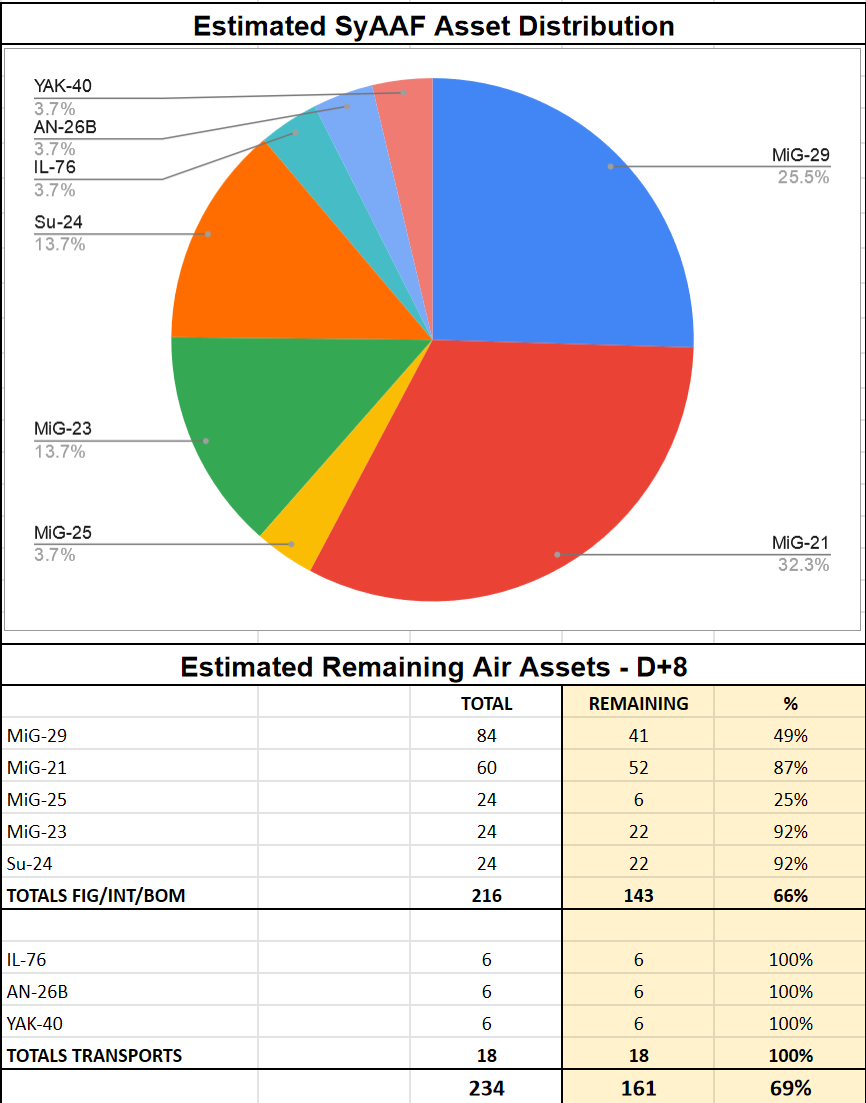 Estimated SyAAF Asset Distribution
YAK-40
3.7%
AN-26B
3.7%
IL-76
3.7%
Su-24
13.7%
MiG-23
13.7%
MiG-25
3.7%
MiG-29
25.5%
MiG-21
32.3%
Estimated Remaining Air Assets - D+8
TOTAL REMAINING %
MiG-29 84 41 49%
MiG-21 60 52 87%
MiG-25 24 6 25%
MiG-23 24 22 92%
Su-24 24 22 92%
TOTALS FIG/INT/BOM 216 143 66%
IL-76 6 6 100%
AN-26B 6 6 100%
YAK-40 6 6 100%
TOTALS TRANSPORTS 18 18 100%
234 161 69%